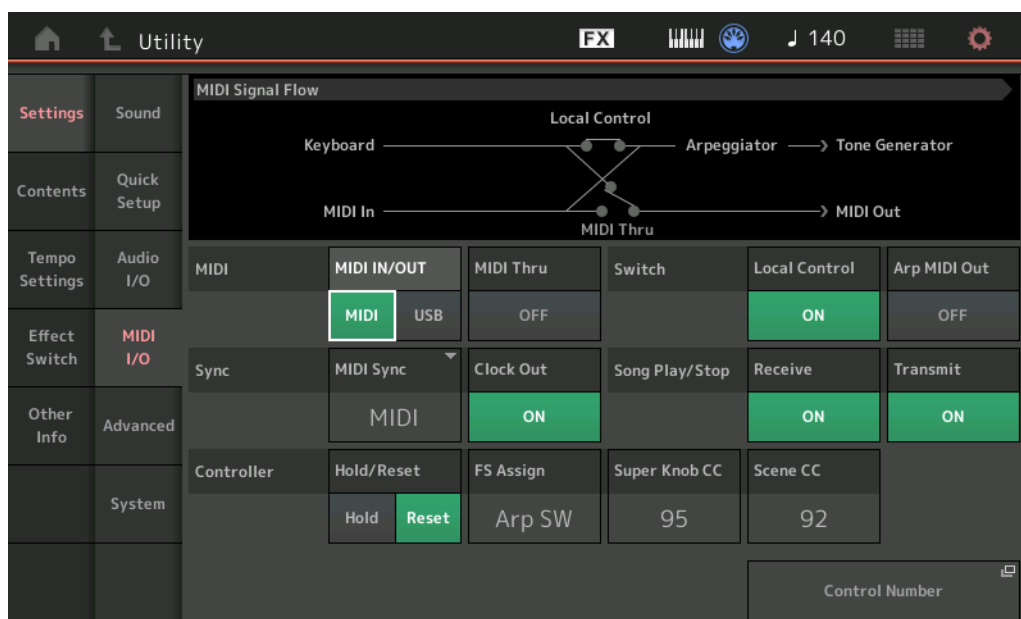 Utility
FX
♩ 140
Settings
Contents
Tempo
Settings
Effect
Switch
Other
Info
Sound
Quick
Setup
Audio
I/O
MIDI
I/O
Advanced
System
MIDI Signal Flow
Local Control
Keyboard
Arpeggiator
Tone Generator
MIDI In
MIDI Out
MIDI Thru
MIDI
MIDI IN/OUT
MIDI
USB
MIDI Thru
OFF
Switch
Local Control
ON
Arp MIDI Out
OFF
Sync
MIDI Sync
MIDI
Clock Out
ON
Song Play/Stop
Receive
ON
Transmit
ON
Controller
Hold/Reset
Hold
Reset
FS Assign
Arp SW
Super Knob CC
95
Scene CC
92
Control Number